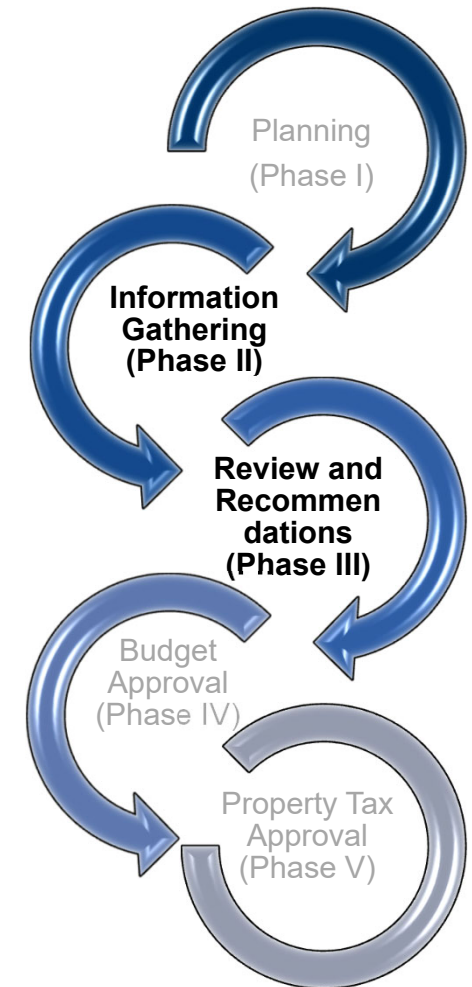 Planning
(Phase I)
Information
Gathering
(Phase II)
Review and
Recommen
dations
(Phase III)
Budget
Approval
(Phase IV)
Property Tax
Approval
(Phase V)